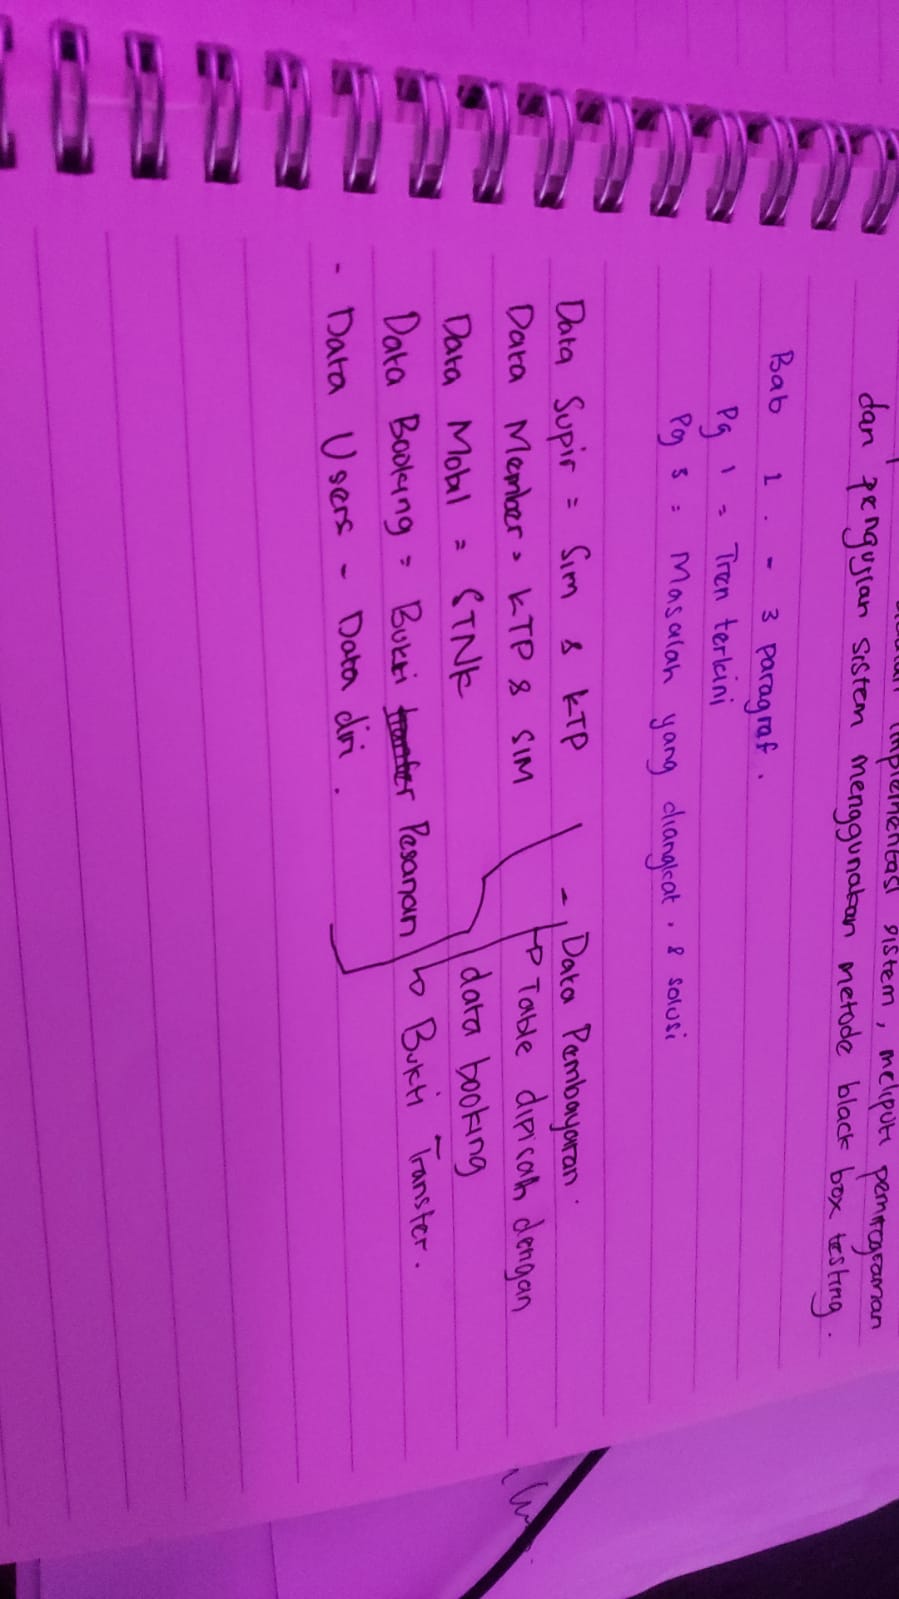 implementasi sistem, meliputi pemrograman
dan pengujian sistem menggunakan metode black box testing.
Bab 1. - 3 paragraf.
Pg 1 = Tren terkini
Pg 3 = Masalah yang diangkat. & solusi
Data Supir = Sim & KTP
Data Member = KTP & SIM
Data Mobil = STNK
Data Booking = Bukti tranfer Pesanan
- Data Users - Data diri.
- Data Pembayaran.
Table dipisah dengan
data booking
Bukti Transfer.